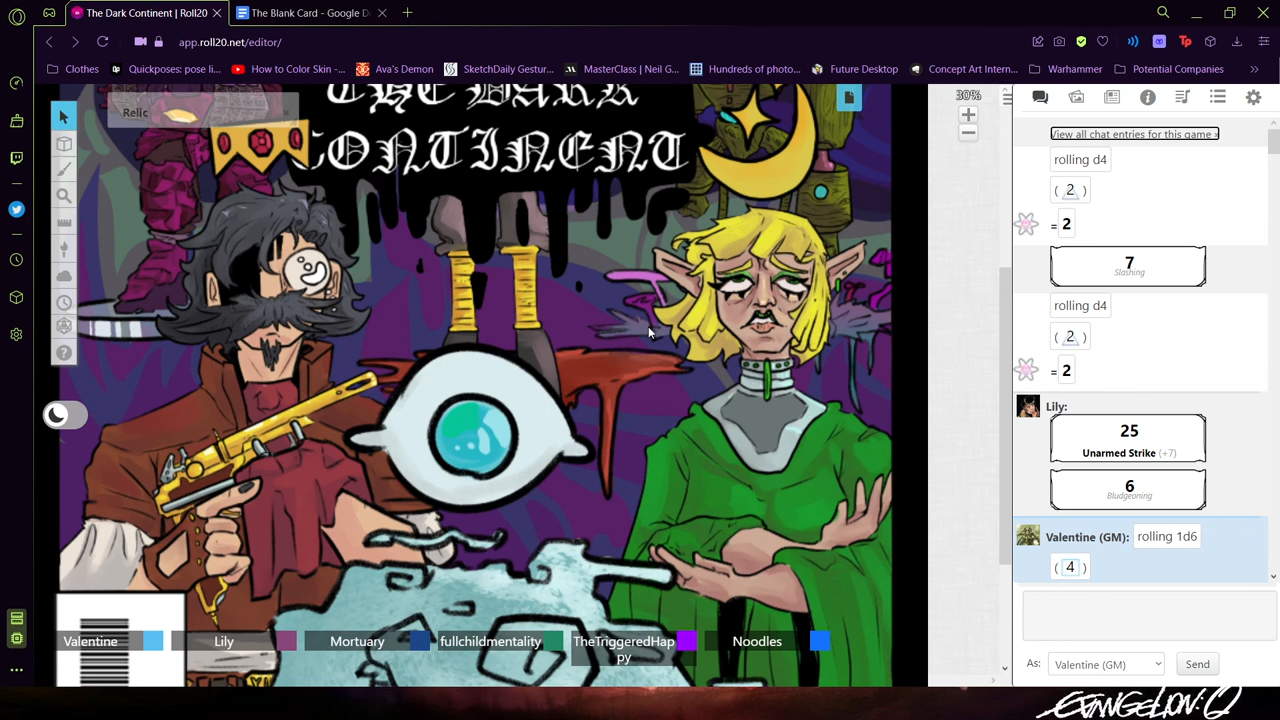 The Dark Continent | Roll20
The Blank Card - Google D
app.roll20.net/editor/
Clothes
Quickposes: pose li...
How to Color Skin -...
Ava's Demon
SketchDaily Gestur...
MasterClass | Neil G...
Hundreds of photo...
Future Desktop
Concept Art Intern...
Warhammer
Potential Companies
»
Relic
THE DARK
CONTINENT
30%
View all chat entries for this game »
rolling d4
( 2 )
= 2
7
Slashing
rolling d4
( 2 )
= 2
Lily:
25
Unarmed Strike (+7)
6
Bludgeoning
Valentine (GM): rolling 1d6
( 4 )
Valentine
Lily
Mortuary
fullchildmentality
TheTriggeredHap
py
Noodles
As:
Valentine (GM)
Send
EVANGELION:Q